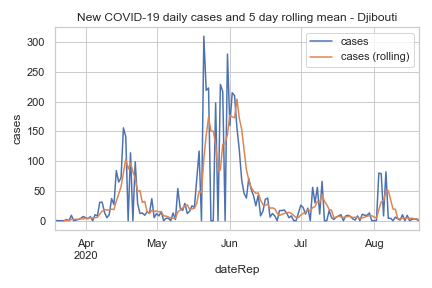 New COVID-19 daily cases and 5 day rolling mean - Djibouti
cases
cases (rolling)
300
250
200
150
100
50
0
cases
Apr
2020
May
Jun
Jul
Aug
dateRep